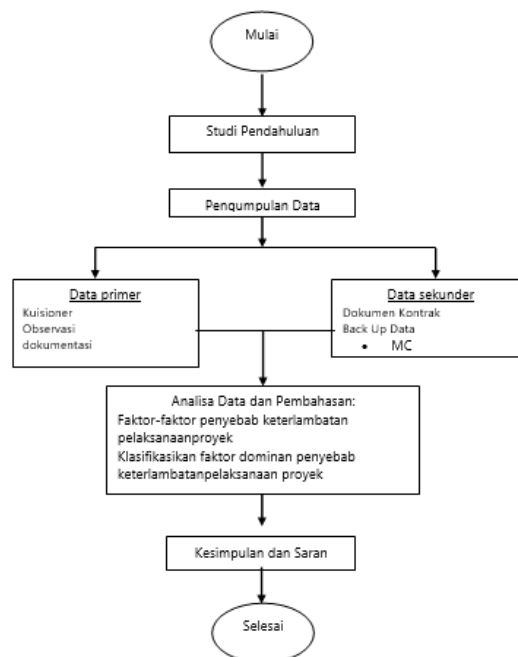 Mulai
Studi Pendahuluan
Pengumpulan Data
Data primer
Kuisioner
Observasi
dokumentasi
Data sekunder
Dokumen Kontrak
Back Up Data
• MC
Analisa Data dan Pembahasan:
Faktor-faktor penyebab keterlambatan
pelaksanaanproyek
Klasifikasikan faktor dominan penyebab
keterlambatanpelaksanaan proyek
Kesimpulan dan Saran
Selesai